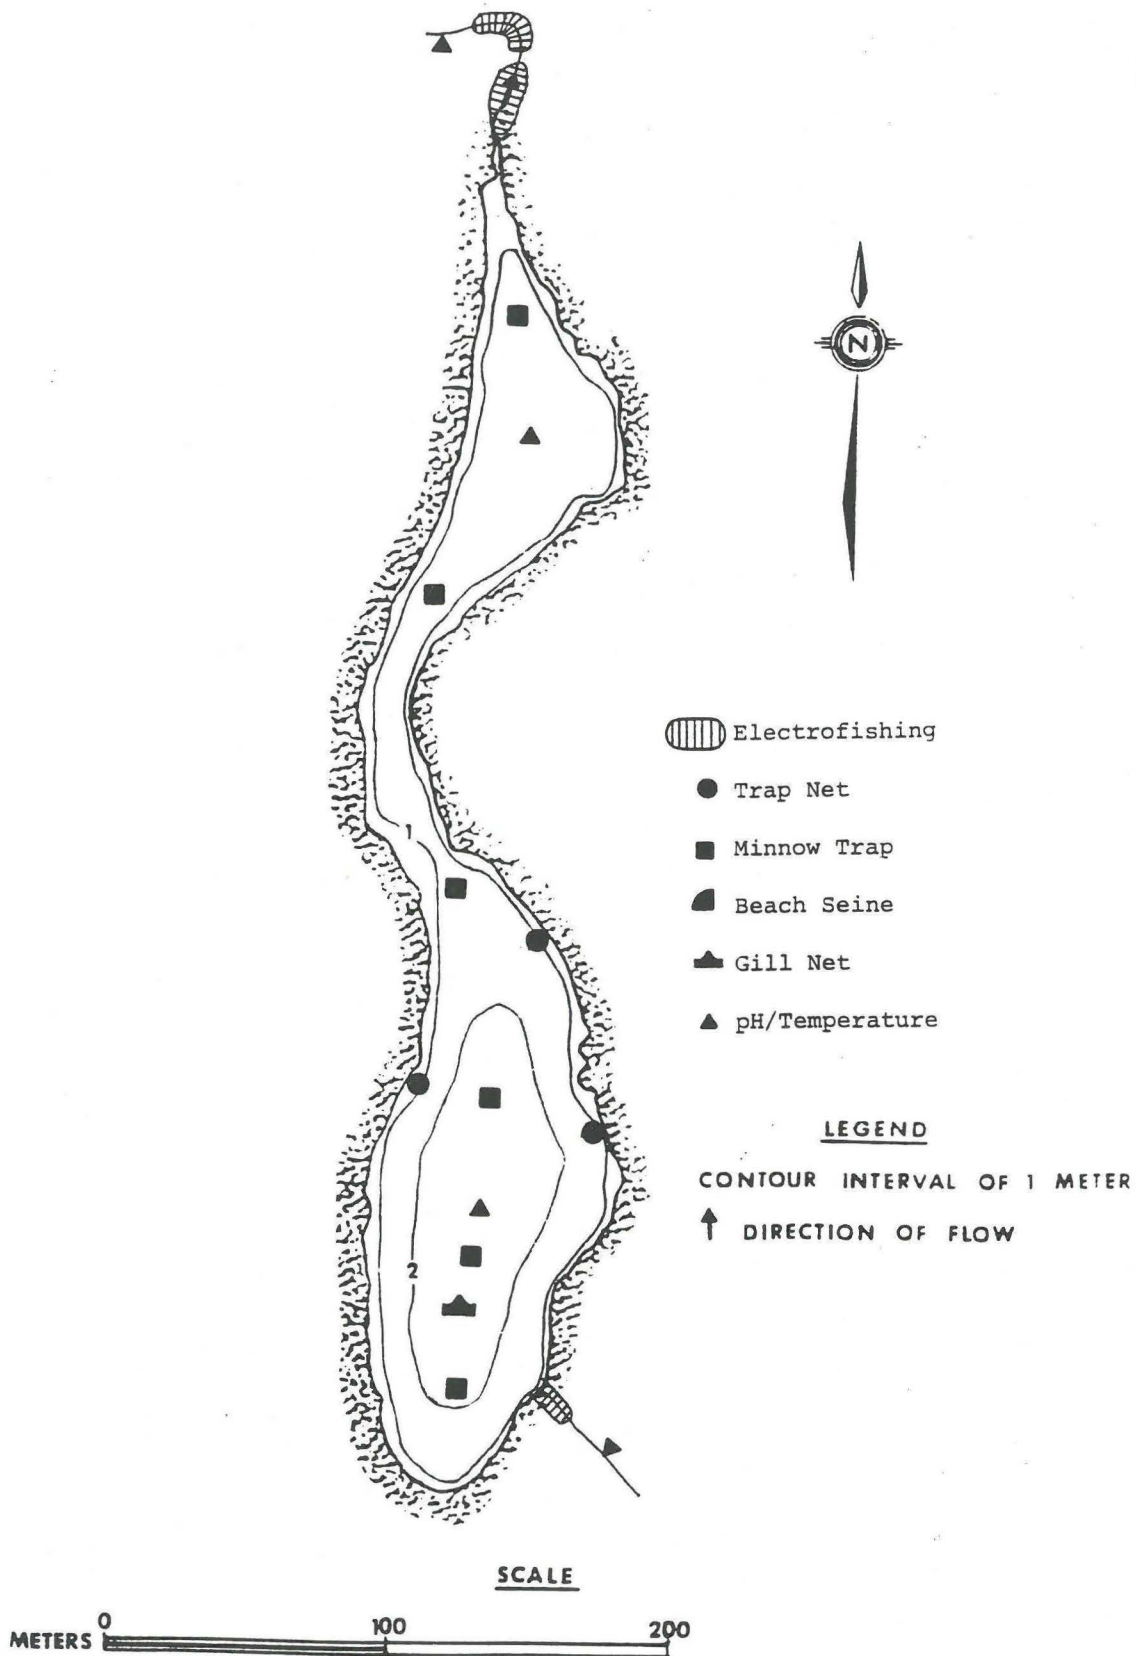 N
Electrofishing
Trap Net
Minnow Trap
1
Beach Seine
Gill Net
pH/Temperature
LEGEND
CONTOUR INTERVAL OF 1 METER
DIRECTION OF FLOW
2
SCALE
METERS 0 100 200